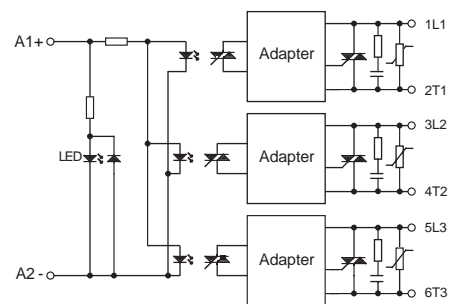 A1+
1L1
Adapter
2T1
3L2
LED
Adapter
4T2
5L3
Adapter
A2 -
6T3